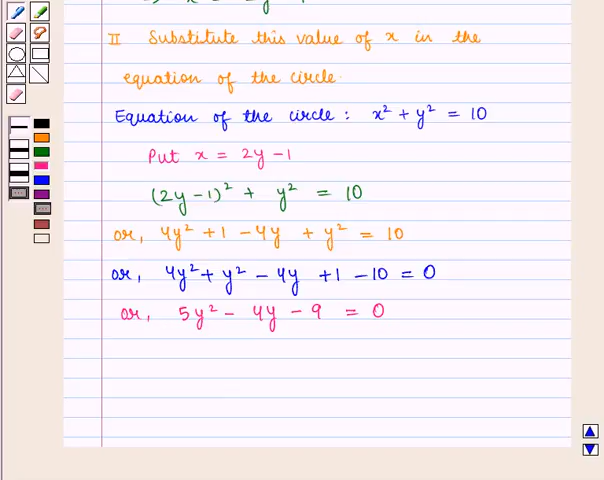 II Substitute this value of x in the
equation of the circle.
Equation of the circle : x² + y² = 10
Put x = 2y - 1
(2y - 1)² + y² = 10
or, 4y² + 1 - 4y + y² = 10
or, 4y² + y² - 4y + 1 - 10 = 0
or, 5y² - 4y - 9 = 0